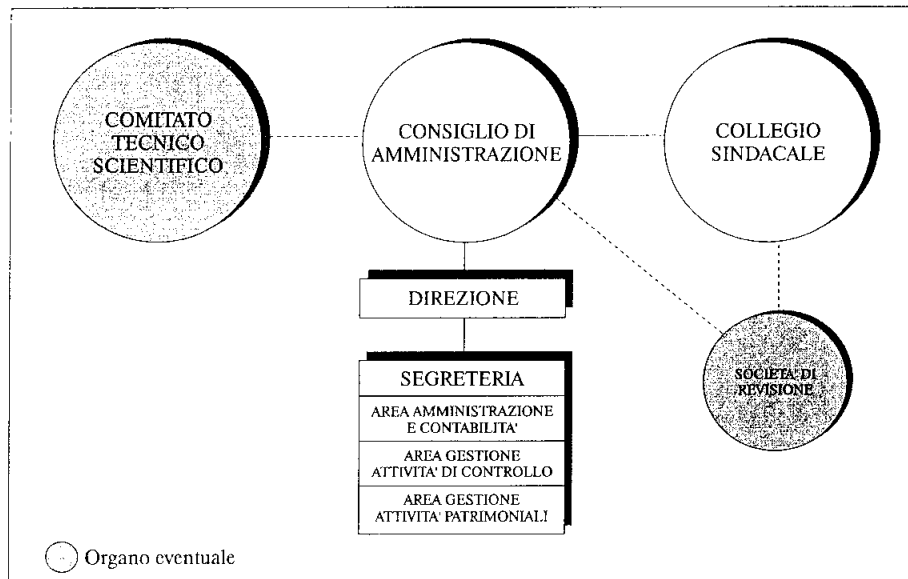 COMITATO
TECNICO
SCIENTIFICO
CONSIGLIO DI
AMMINISTRAZIONE
COLLEGIO
SINDACALE
DIREZIONE
SOCIETA' DI
REVISIONE
SEGRETERIA
AREA AMMINISTRAZIONE
E CONTABILITA'
AREA GESTIONE
ATTIVITA' DI CONTROLLO
AREA GESTIONE
ATTIVITA' PATRIMONIALI
Organo eventuale